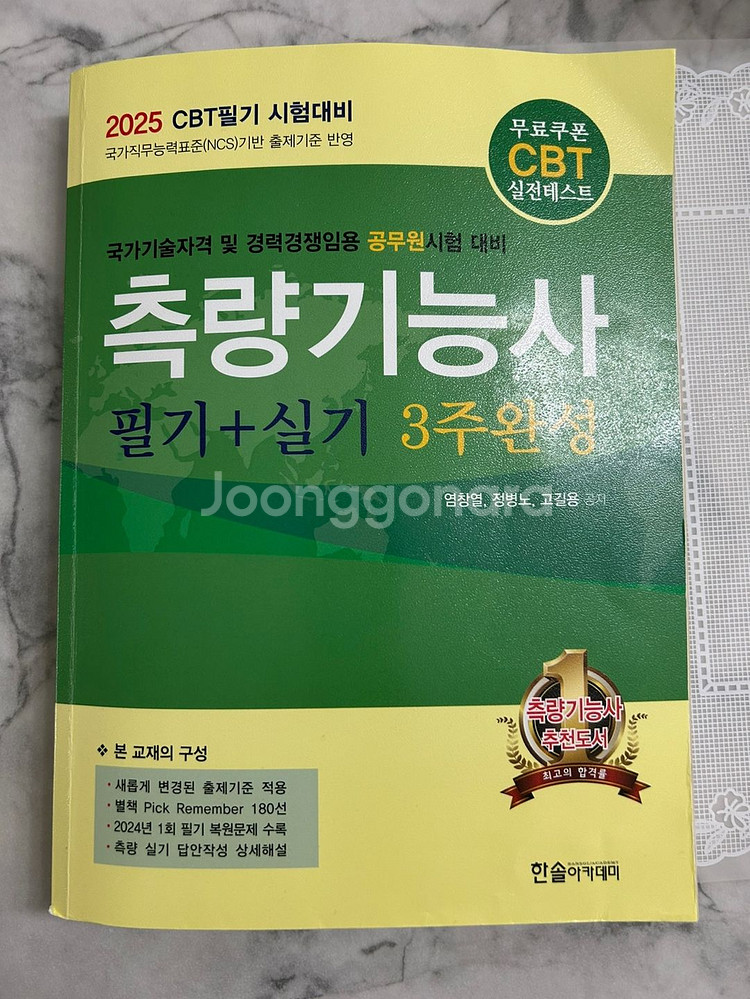 2025 CBT필기 시험대비
국가직무능력표준(NCS)기반 출제기준 반영
무료쿠폰
CBT
실전테스트
국가기술자격 및 경력경쟁임용 공무원시험 대비
측량기능사
필기+실기 3주완성
Joonggonara
염창열, 정병노, 고길용 공저
1
측량기능사
추천도서
최고의 합격률
❖ 본 교재의 구성
• 새롭게 변경된 출제기준 적용
• 별책 Pick Remember 180선
• 2024년 1회 필기 복원문제 수록
• 측량 실기 답안작성 상세해설
HANSOL ACADEMY
한솔아카데미